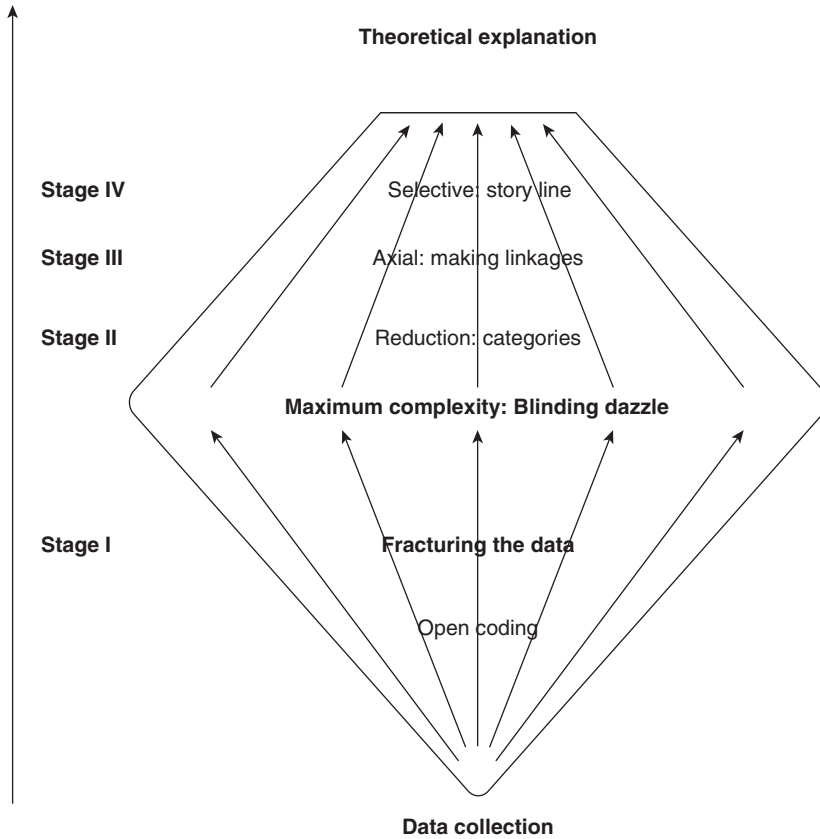 Theoretical explanation
Stage IV
Selective: story line
Stage III
Axial: making linkages
Stage II
Reduction: categories
Maximum complexity: Blinding dazzle
Stage I
Fracturing the data
Open coding
Data collection